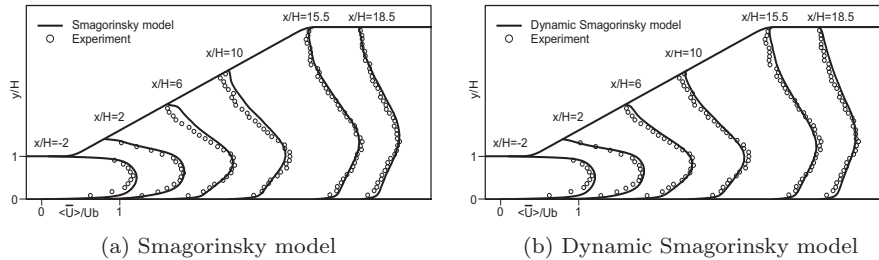 x/H=15.5 x/H=18.5
Smagorinsky model
Experiment
x/H=10
x/H=6
x/H=2
x/H=-2
y/H
1
0
0 <U̅>/Ub 1
(a) Smagorinsky model
x/H=15.5 x/H=18.5
Dynamic Smagorinsky model
Experiment
x/H=10
x/H=6
x/H=2
x/H=-2
y/H
1
0
0 <U̅>/Ub 1
(b) Dynamic Smagorinsky model